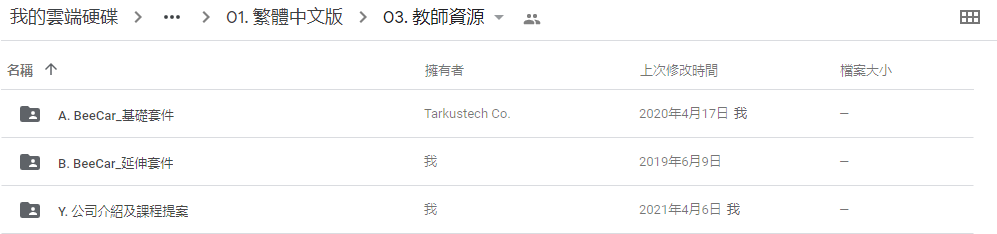 我的雲端硬碟 > ••• > 01. 繁體中文版 > 03. 教師資源
名稱 ↑ 擁有者 上次修改時間 檔案大小
A. BeeCar_基礎套件 Tarkustech Co. 2020年4月17日 我 —
B. BeeCar_延伸套件 我 2019年6月9日 —
Y. 公司介紹及課程提案 我 2021年4月6日 我 —